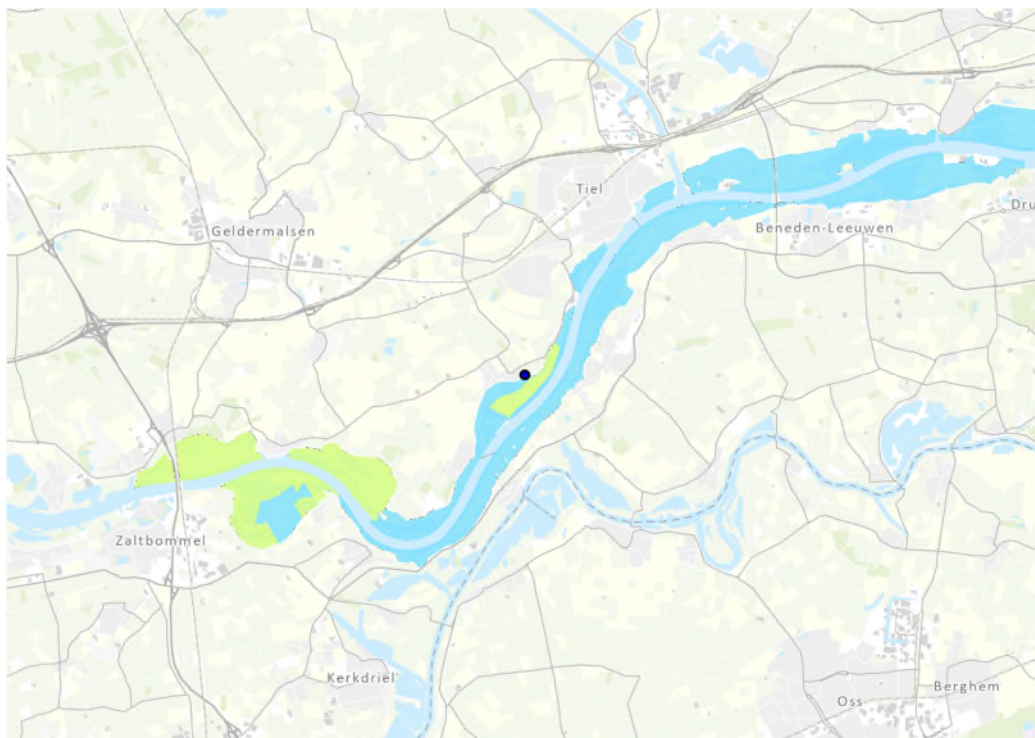 Tiel
Geldermalsen
Beneden-Leeuwen
Dru
Zaltbommel
Kerkdriel
Oss
Berghem